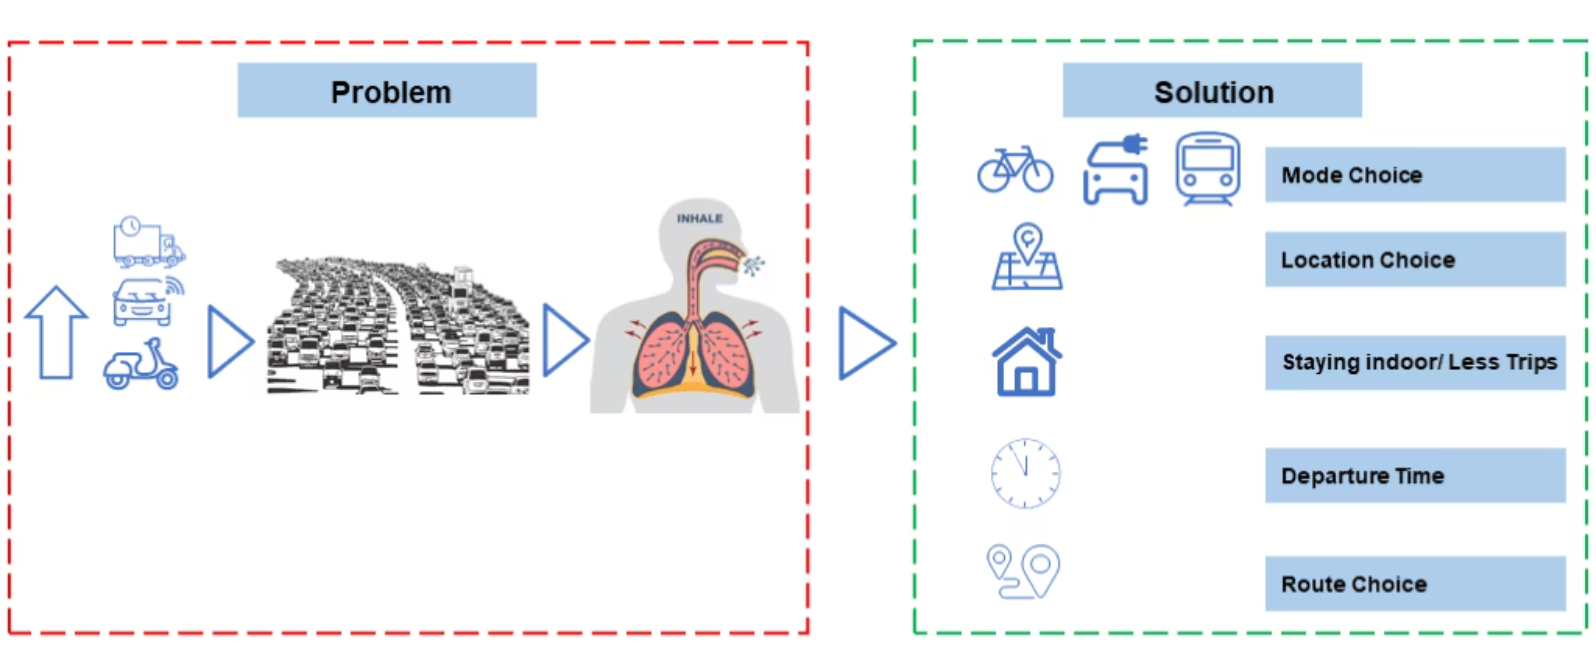 Problem
INHALE
Solution
Mode Choice
Location Choice
Staying indoor/ Less Trips
Departure Time
Route Choice